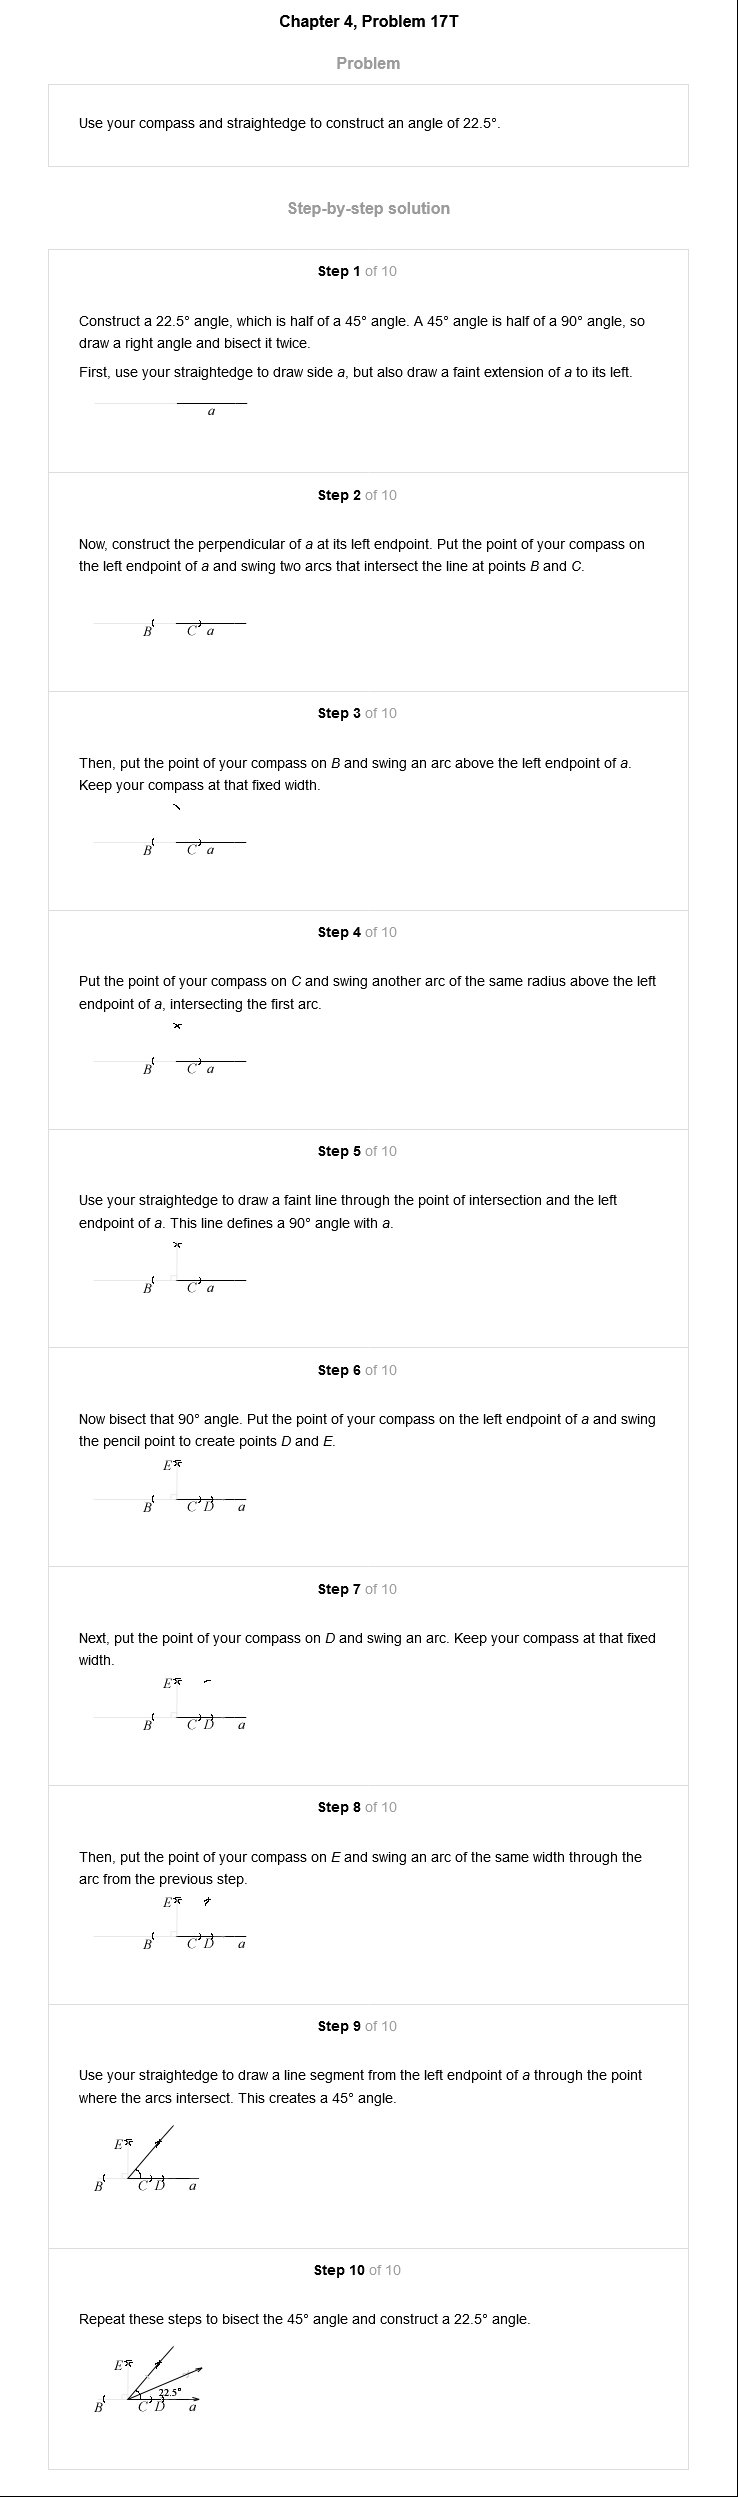 Chapter 4, Problem 17T
Problem
Use your compass and straightedge to construct an angle of 22.5°.
Step-by-step solution
Step 1 of 10
Construct a 22.5° angle, which is half of a 45° angle. A 45° angle is half of a 90° angle, so
draw a right angle and bisect it twice.
First, use your straightedge to draw side a, but also draw a faint extension of a to its left.
a
Step 2 of 10
Now, construct the perpendicular of a at its left endpoint. Put the point of your compass on
the left endpoint of a and swing two arcs that intersect the line at points B and C.
B C a
Step 3 of 10
Then, put the point of your compass on B and swing an arc above the left endpoint of a.
Keep your compass at that fixed width.
B C a
Step 4 of 10
Put the point of your compass on C and swing another arc of the same radius above the left
endpoint of a, intersecting the first arc.
B C a
Step 5 of 10
Use your straightedge to draw a faint line through the point of intersection and the left
endpoint of a. This line defines a 90° angle with a.
B C a
Step 6 of 10
Now bisect that 90° angle. Put the point of your compass on the left endpoint of a and swing
the pencil point to create points D and E.
E
B C D a
Step 7 of 10
Next, put the point of your compass on D and swing an arc. Keep your compass at that fixed
width.
E
B C D a
Step 8 of 10
Then, put the point of your compass on E and swing an arc of the same width through the
arc from the previous step.
E
B C D a
Step 9 of 10
Use your straightedge to draw a line segment from the left endpoint of a through the point
where the arcs intersect. This creates a 45° angle.
E
B C D a
Step 10 of 10
Repeat these steps to bisect the 45° angle and construct a 22.5° angle.
E
22.5°
B C D a